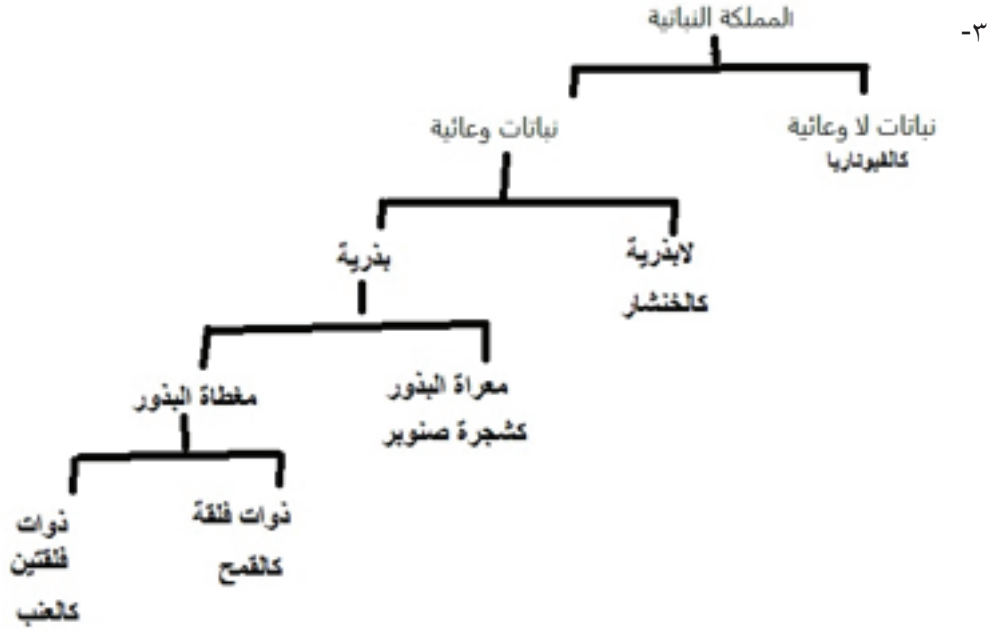 ٣-
المملكة النباتية
نباتات لا وعائية
كالفيوناريا
نباتات وعائية
لابذرية
كالخنشار
بذرية
معراة البذور
كشجرة صنوبر
مغطاة البذور
ذوات فلقة
كالقمح
ذوات
فلقتين
كالعنب